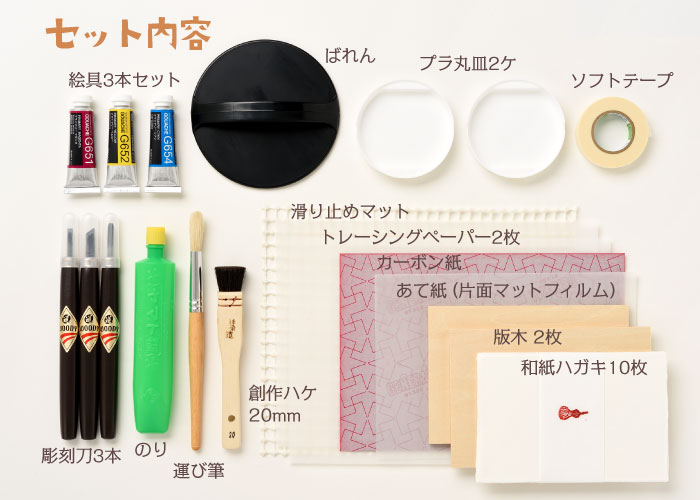 セット内容
ばれん
プラ丸皿2ケ
絵具3本セット
ソフトテープ
G651
G652
G654
滑り止めマット
トレーシングペーパー2枚
カーボン紙
あて紙（片面マットフィルム）
版木 2枚
和紙ハガキ10枚
創作ハケ
20mm
20
彫刻刀3本
のり
運び筆